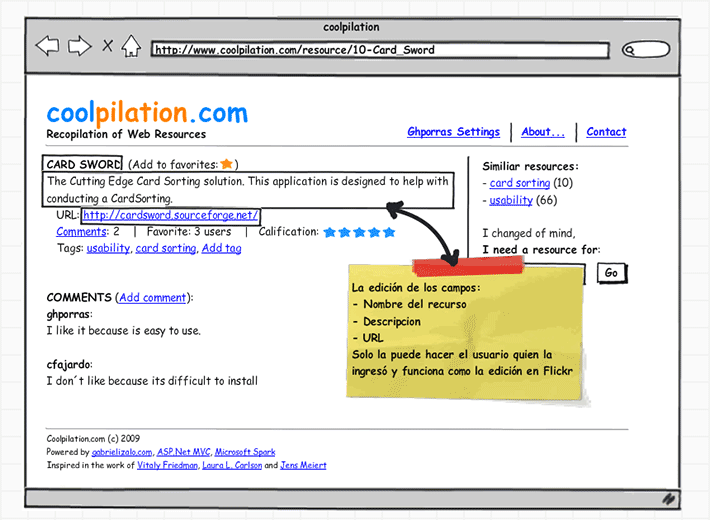 coolpilation
http://www.coolpilation.com/resource/10-Card_Sword
coolpilation.com
Recopilation of Web Resources
Ghporras Settings | About... | Contact
CARD SWORD (Add to favorites: )
The Cutting Edge Card Sorting solution. This application is designed to help with
conducting a CardSorting.
URL: http://cardsword.sourceforge.net/
Comments: 2 | Favorite: 3 users | Calification:
Tags: usability, card sorting, Add tag
Similiar resources:
- card sorting (10)
- usability (66)
I changed of mind,
I need a resource for:
Go
La edición de los campos:
- Nombre del recurso
- Descripcion
- URL
Solo la puede hacer el usuario quien la
ingresó y funciona como la edición en Flickr
COMMENTS (Add comment):
ghporras:
I like it because is easy to use.
cfajardo:
I don´t like because its difficult to install
Coolpilation.com (c) 2009
Powered by gabrielizalo.com, ASP.Net MVC, Microsoft Spark
Inspired in the work of Vitaly Friedman, Laura L. Carlson and Jens Meiert